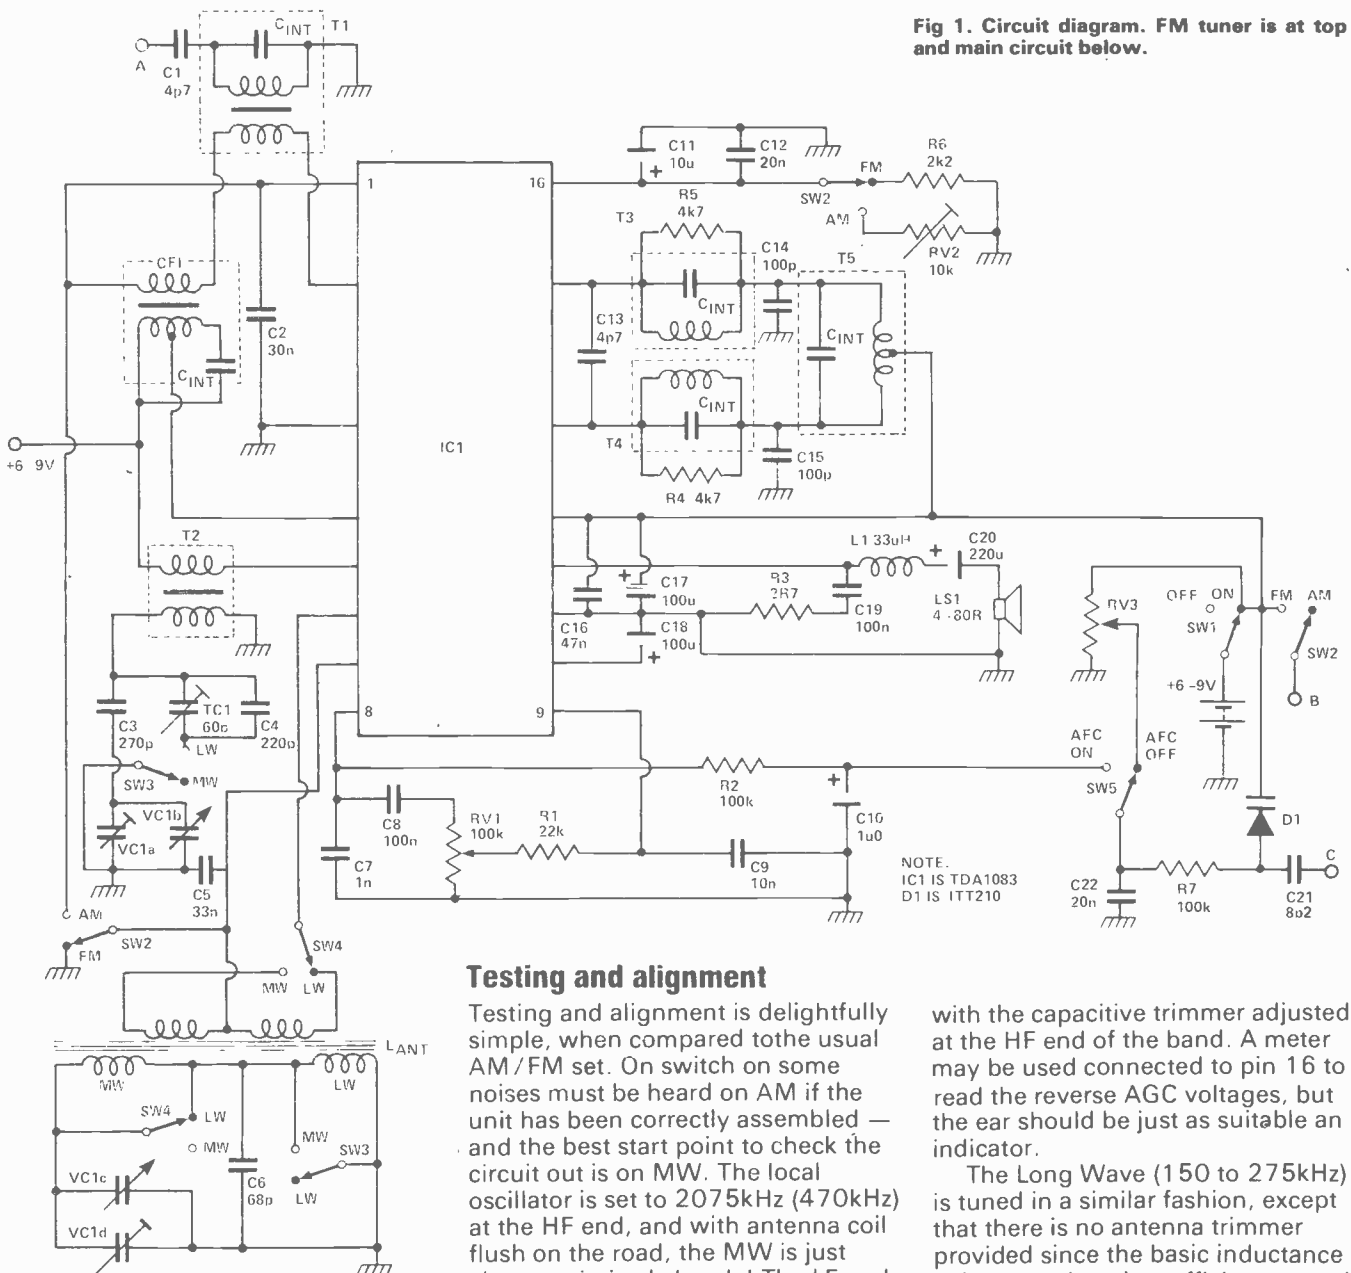 Fig 1. Circuit diagram. FM tuner is at top
and main circuit below.
CINT
T1
A
C1
4p7
1
16
C11
10u
+
C12
20n
FM
SW2
AM
R6
2k2
RV2
10k
R5
4k7
T3
C14
100p
T5
CINT
CINT
C13
4p7
CINT
T4
R4 4k7
C15
100p
CF1
CINT
C2
30n
+6 9V
IC1
T2
L1 33uH
+
C20
220u
LS1
4-80R
+
C17
100u
C16
47n
C18
100u
+
R3
2R7
C19
100n
RV3
OFF
ON
SW1
FM
AM
SW2
+6-9V
B
C3
270p
TC1
60p
C4
220p
LW
SW3
MW
VC1b
VC1a
C5
33n
8
9
AFC
ON
AFC
OFF
SW5
R2
100k
+
C10
1u0
C8
100n
RV1
100k
R1
22k
C7
1n
C9
10n
NOTE.
IC1 IS TDA1083
D1 IS ITT210
D1
C22
20n
R7
100k
C21
8p2
C
AM
FM
SW2
SW4
MW
LW
LANT
MW
LW
SW4
LW
MW
MW
SW3
LW
C6
68p
VC1c
VC1d
Testing and alignment
Testing and alignment is delightfully
simple, when compared tothe usual
AM/FM set. On switch on some
noises must be heard on AM if the
unit has been correctly assembled —
and the best start point to check the
circuit out is on MW. The local
oscillator is set to 2075kHz (470kHz)
at the HF end, and with antenna coil
flush on the road, the MW is just
with the capacitive trimmer adjusted
at the HF end of the band. A meter
may be used connected to pin 16 to
read the reverse AGC voltages, but
the ear should be just as suitable an
indicator.
The Long Wave (150 to 275kHz)
is tuned in a similar fashion, except
that there is no antenna trimmer
provided since the basic inductance